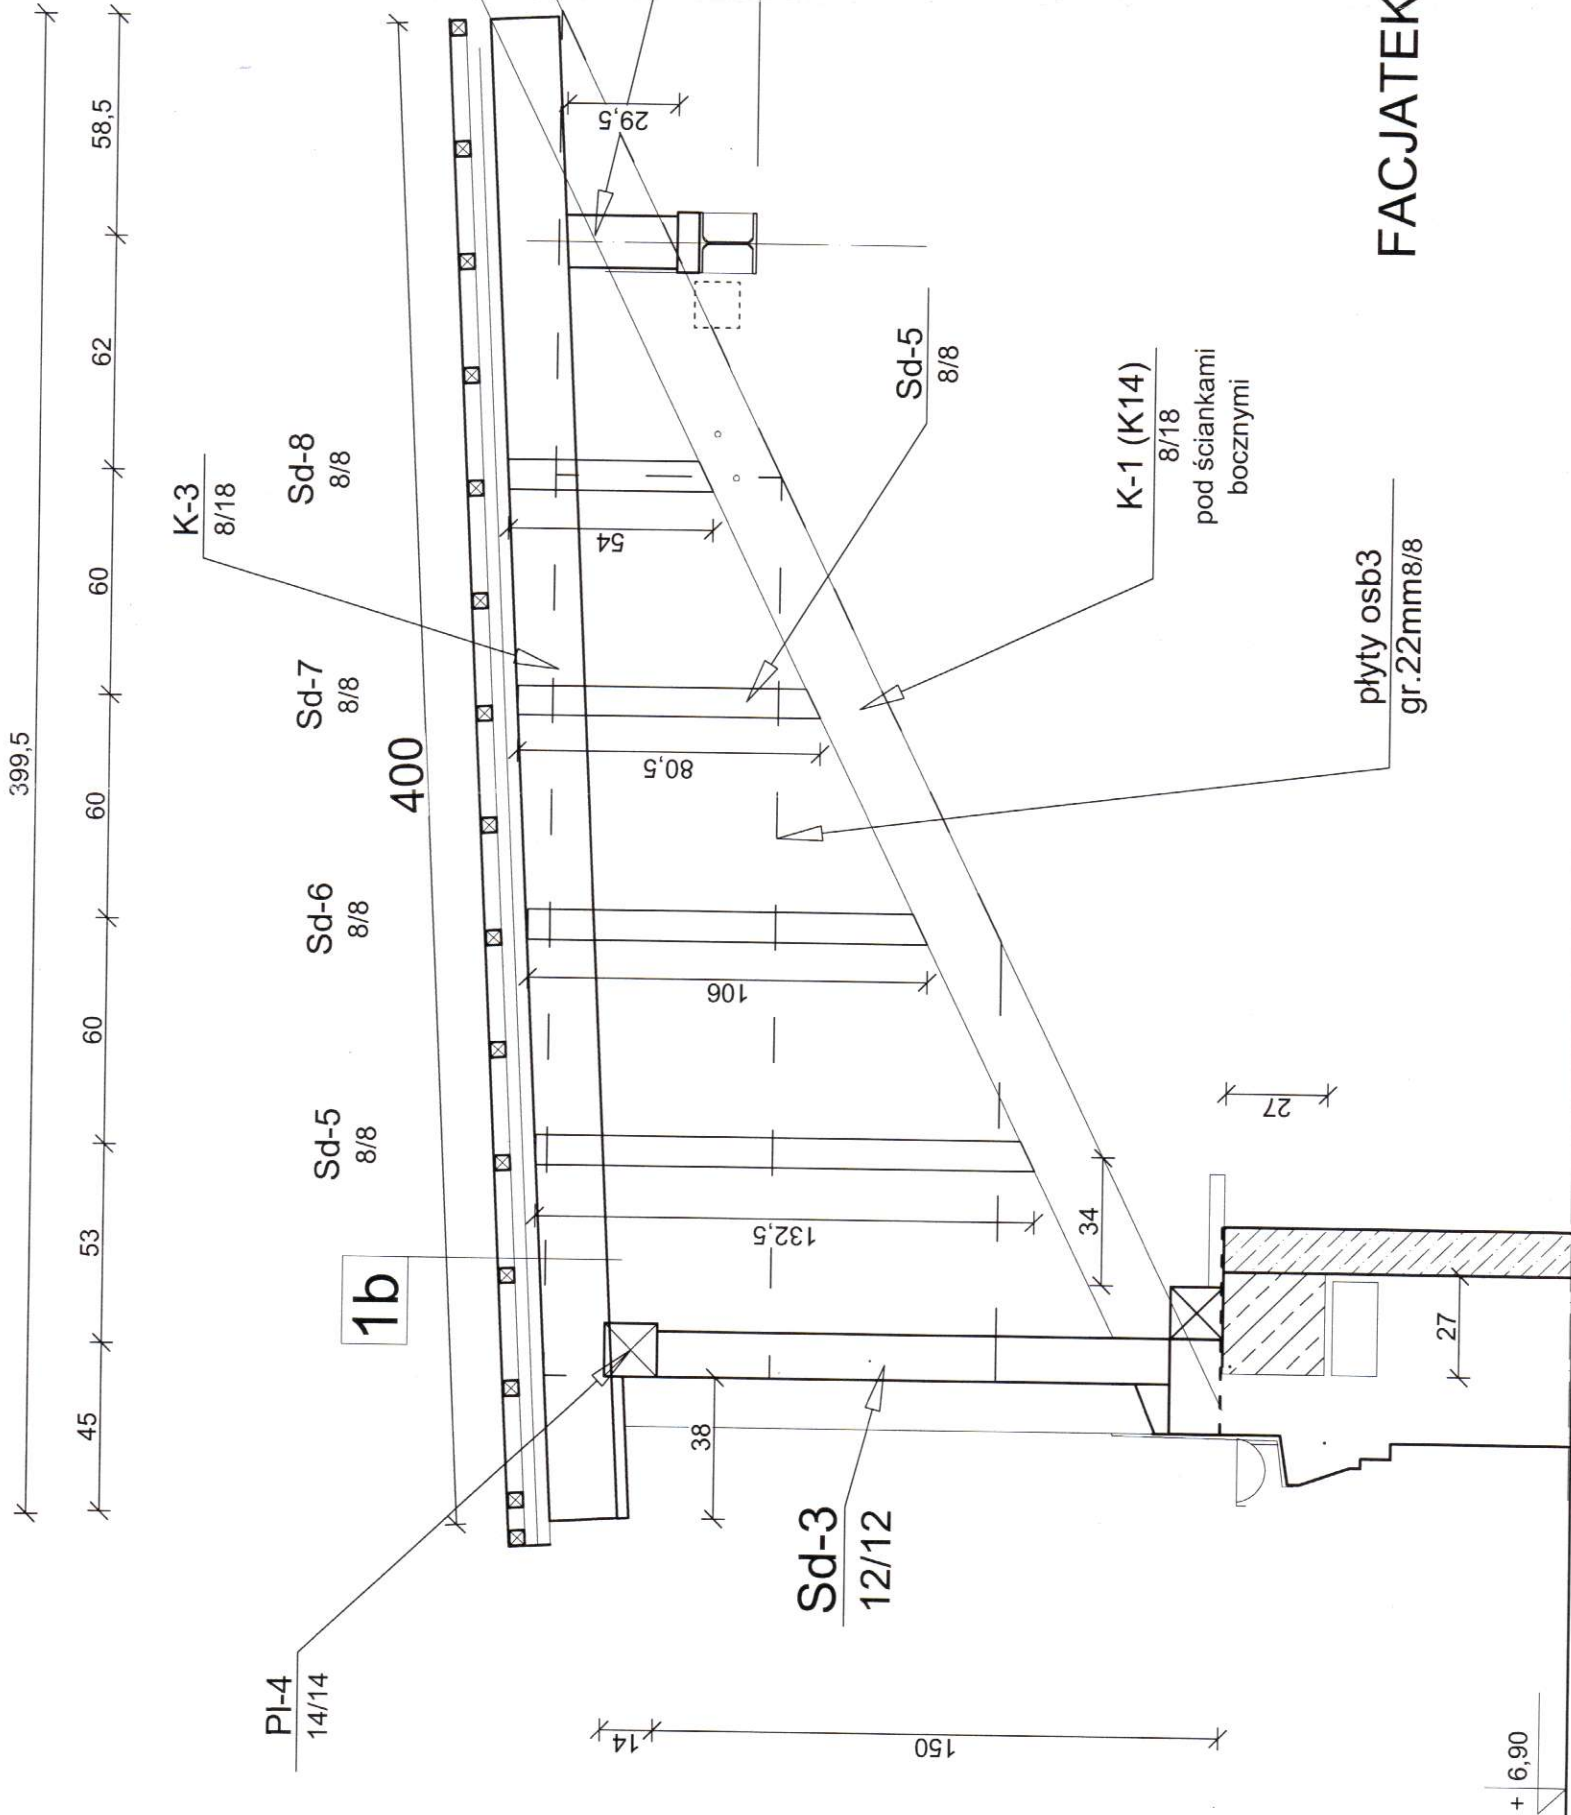 399,5
58,5
62
60
60
60
53
45
400
K-3
8/18
Sd-8
8/8
Sd-7
8/8
Sd-6
8/8
Sd-5
8/8
1b
Pl-4
14/14
29,5
54
80,5
106
132,5
34
38
27
27
14
150
Sd-5
8/8
K-1 (K14)
8/18
pod ściankami
bocznymi
płyty osb3
gr.22mm8/8
Sd-3
12/12
FACJATEK
+ 6,90